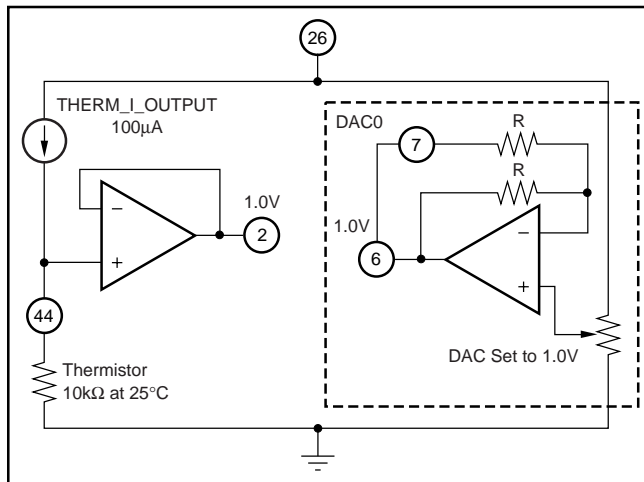 26
THERM_I_OUTPUT
100µA
DAC0
7
R
R
1.0V
1.0V
–
+
2
6
–
+
44
Thermistor
10kΩ at 25°C
DAC Set to 1.0V